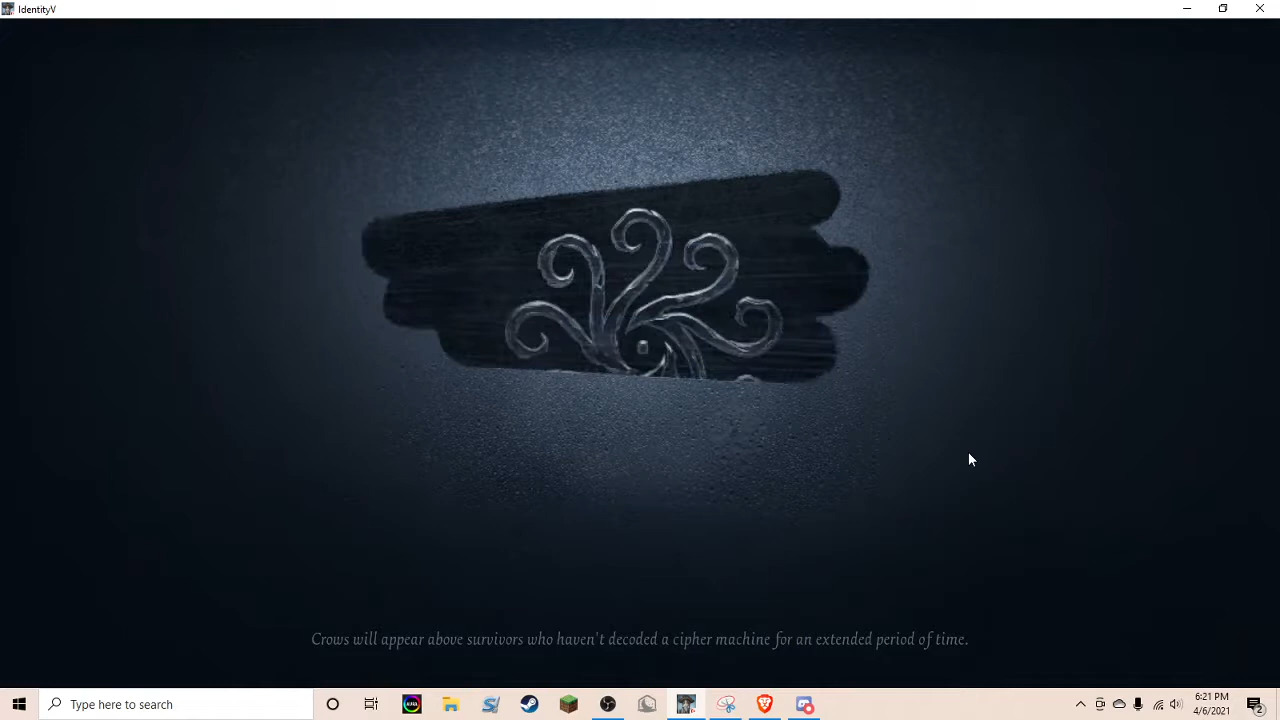 IdentityV
Crows will appear above survivors who haven't decoded a cipher machine for an extended period of time.
Type here to search
6:21 PM
4/6/2021
2